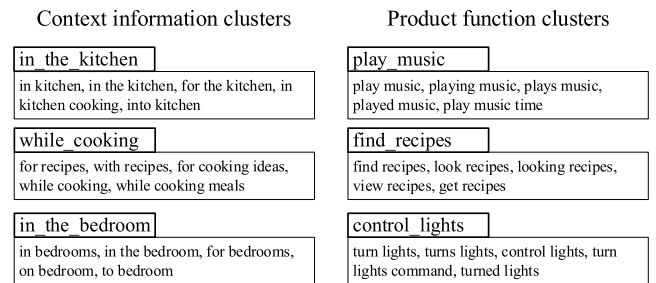 Context information clusters
in_the_kitchen
in kitchen, in the kitchen, for the kitchen, in
kitchen cooking, into kitchen
while_cooking
for recipes, with recipes, for cooking ideas,
while cooking, while cooking meals
in_the_bedroom
in bedrooms, in the bedroom, for bedrooms,
on bedroom, to bedroom
Product function clusters
play_music
play music, playing music, plays music,
played music, play music time
find_recipes
find recipes, look recipes, looking recipes,
view recipes, get recipes
control_lights
turn lights, turns lights, control lights, turn
lights command, turned lights